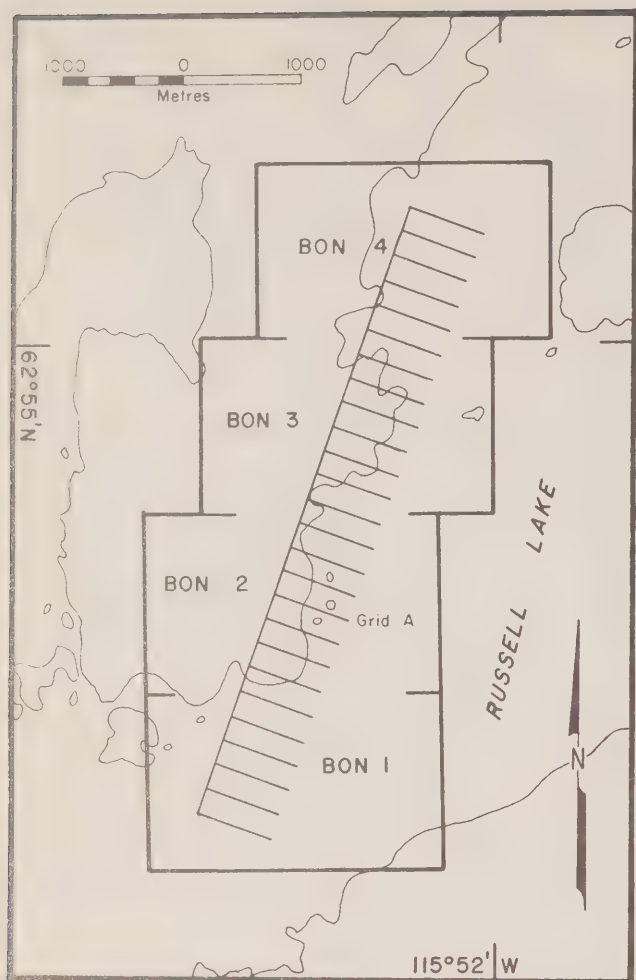 1000 0 1000
Metres
BON 4
62°55'N
BON 3
BON 2
Grid A
RUSSELL LAKE
BON 1
N
115°52' W